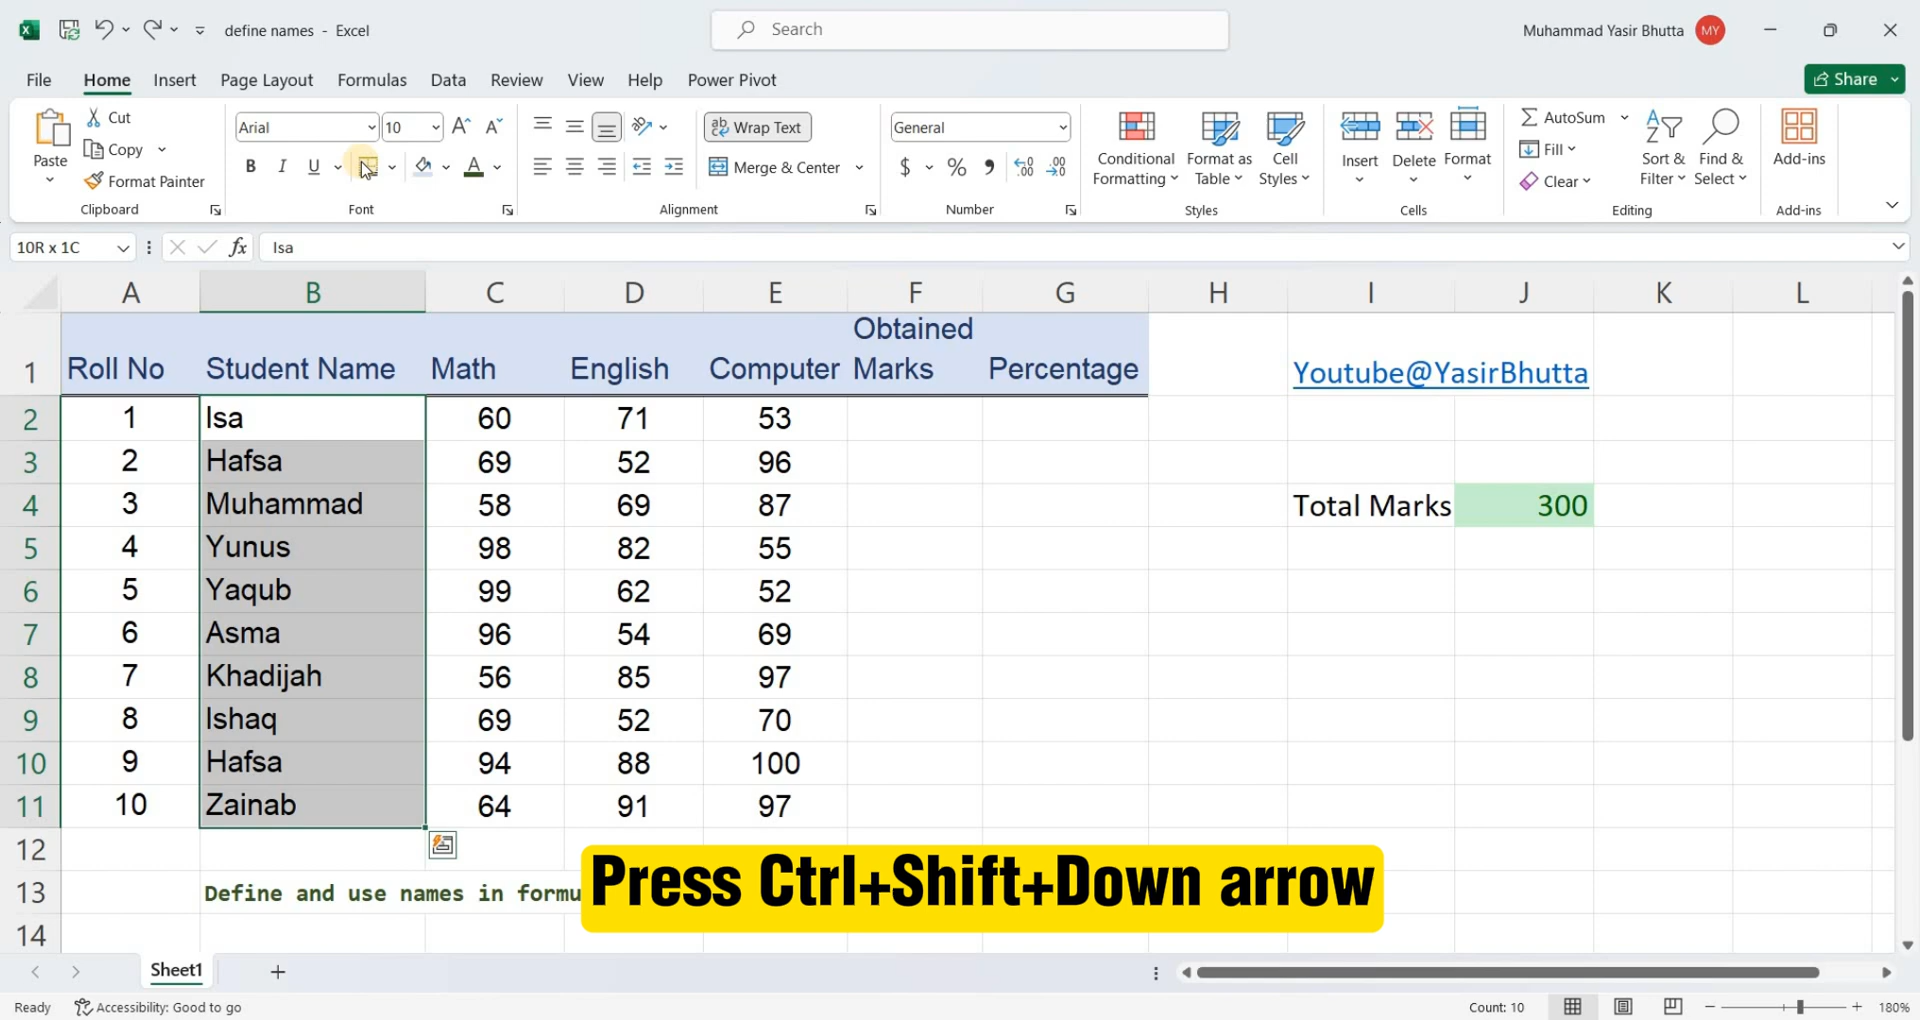 define names - Excel
Search
Muhammad Yasir Bhutta
MY
File Home Insert Page Layout Formulas Data Review View Help Power Pivot
Share
Paste
Cut
Copy
Format Painter
Clipboard
Arial 10
B I U
Font
Wrap Text
Merge & Center
Alignment
General
$ % ,
Number
Conditional Formatting
Format as Table
Cell Styles
Styles
Insert Delete Format
Cells
AutoSum
Fill
Clear
Sort & Filter
Find & Select
Editing
Add-ins
Add-ins
10R x 1C
fx
Isa
A B C D E F G H I J K L
1 Roll No Student Name Math English Computer Obtained Marks Percentage Youtube@YasirBhutta
2 1 Isa 60 71 53
3 2 Hafsa 69 52 96
4 3 Muhammad 58 69 87 Total Marks 300
5 4 Yunus 98 82 55
6 5 Yaqub 99 62 52
7 6 Asma 96 54 69
8 7 Khadijah 56 85 97
9 8 Ishaq 69 52 70
10 9 Hafsa 94 88 100
11 10 Zainab 64 91 97
12
13 Define and use names in formu
Press Ctrl+Shift+Down arrow
14
Sheet1
Ready
Accessibility: Good to go
Count: 10
180%